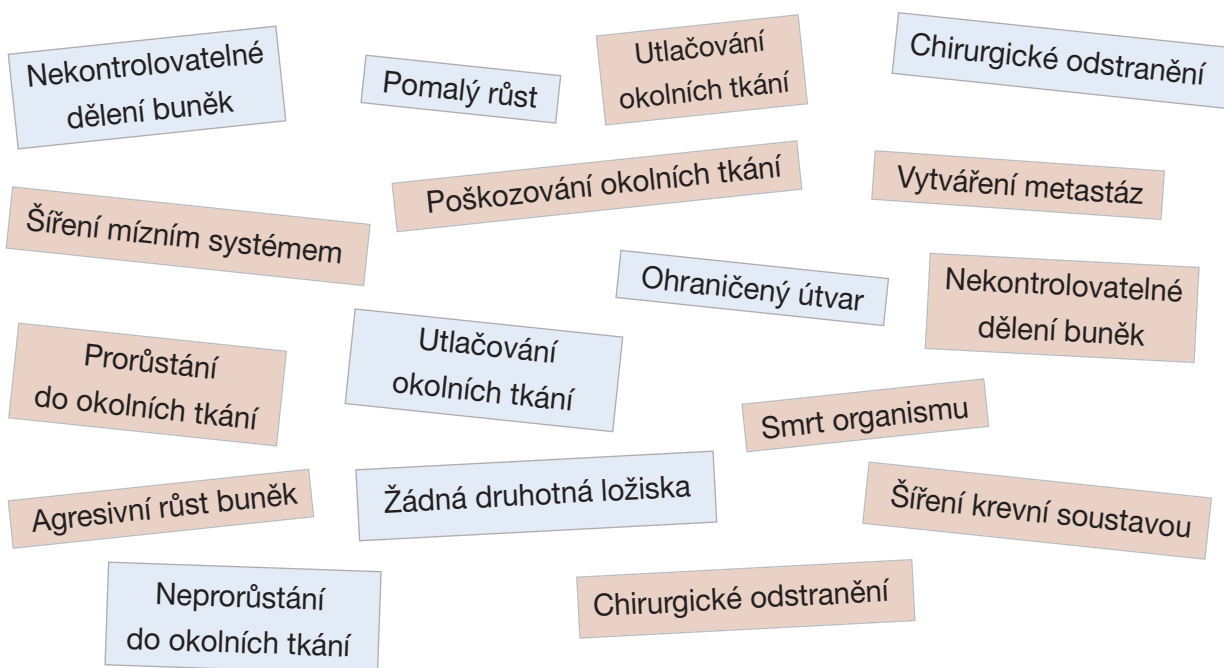 Nekontrolovatelné
dělení buněk
Pomalý růst
Utlačování
okolních tkání
Chirurgické odstranění
Poškozování okolních tkání
Vytváření metastáz
Šíření mízním systémem
Ohraničený útvar
Nekontrolovatelné
dělení buněk
Prorůstání
do okolních tkání
Utlačování
okolních tkání
Smrt organismu
Agresivní růst buněk
Žádná druhotná ložiska
Šíření krevní soustavou
Neprorůstání
do okolních tkání
Chirurgické odstranění